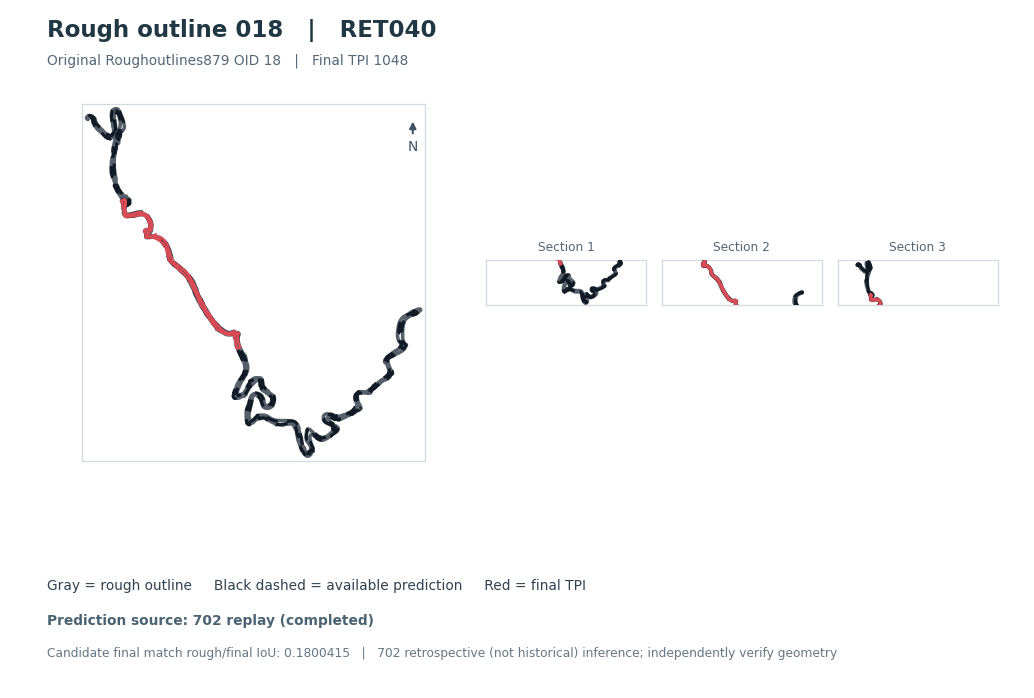 Rough outline 018   |   RET040
Original Roughoutlines879 OID 18   |   Final TPI 1048
N
Section 1
Section 2
Section 3
Gray = rough outline     Black dashed = available prediction     Red = final TPI
Prediction source: 702 replay (completed)
Candidate final match rough/final IoU: 0.1800415   |   702 retrospective (not historical) inference; independently verify geometry